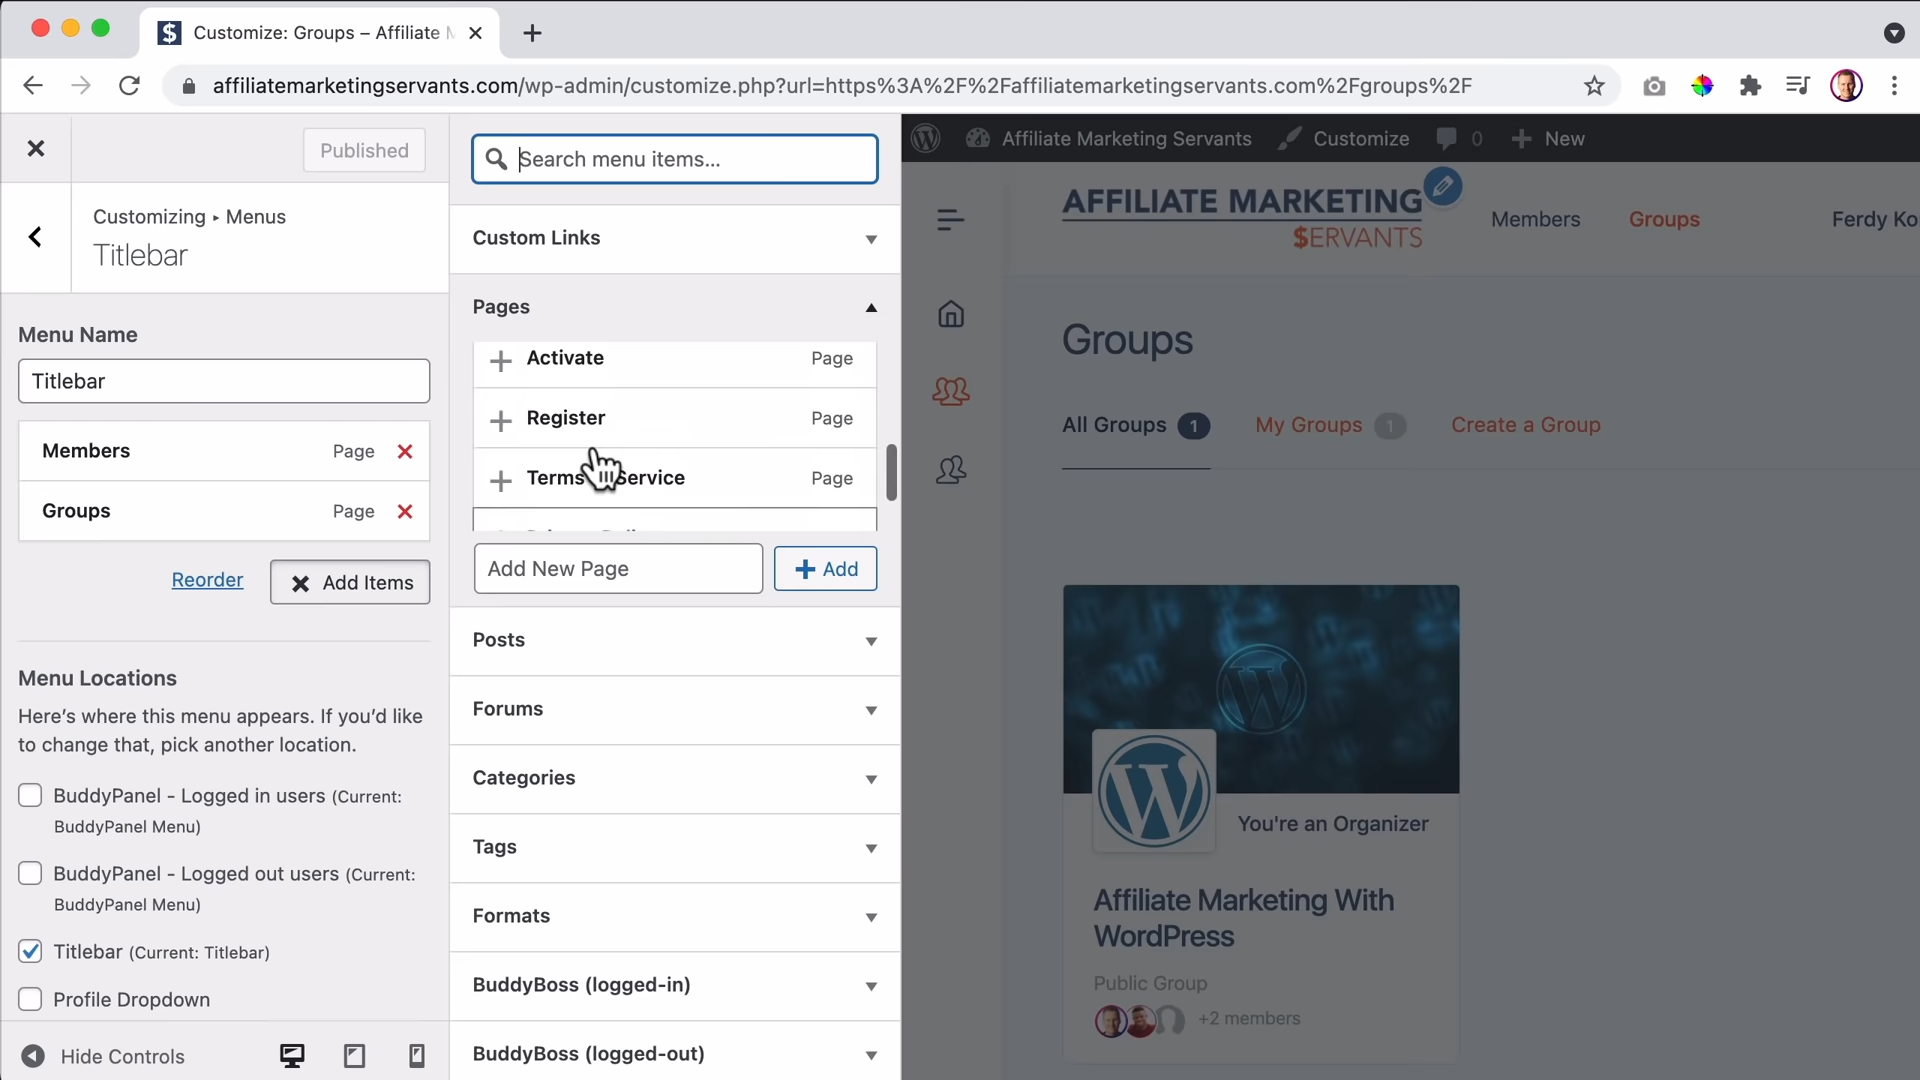 Customize: Groups – Affiliate M
affiliatemarketingservants.com/wp-admin/customize.php?url=https%3A%2F%2Faffiliatemarketingservants.com%2Fgroups%2F
Published
Customizing ▸ Menus
Titlebar
Menu Name
Titlebar
Members Page
Groups Page
Reorder
Add Items
Menu Locations
Here's where this menu appears. If you'd like
to change that, pick another location.
BuddyPanel - Logged in users (Current:
BuddyPanel Menu)
BuddyPanel - Logged out users (Current:
BuddyPanel Menu)
Titlebar (Current: Titlebar)
Profile Dropdown
Hide Controls
Search menu items...
Custom Links
Pages
Activate Page
Register Page
Terms Service Page
Add New Page
+ Add
Posts
Forums
Categories
Tags
Formats
BuddyBoss (logged-in)
BuddyBoss (logged-out)
Affiliate Marketing Servants
Customize
0
New
AFFILIATE MARKETING
$ERVANTS
Members
Groups
Ferdy Ko
Groups
All Groups 1
My Groups 1
Create a Group
You're an Organizer
Affiliate Marketing With
WordPress
Public Group
+2 members